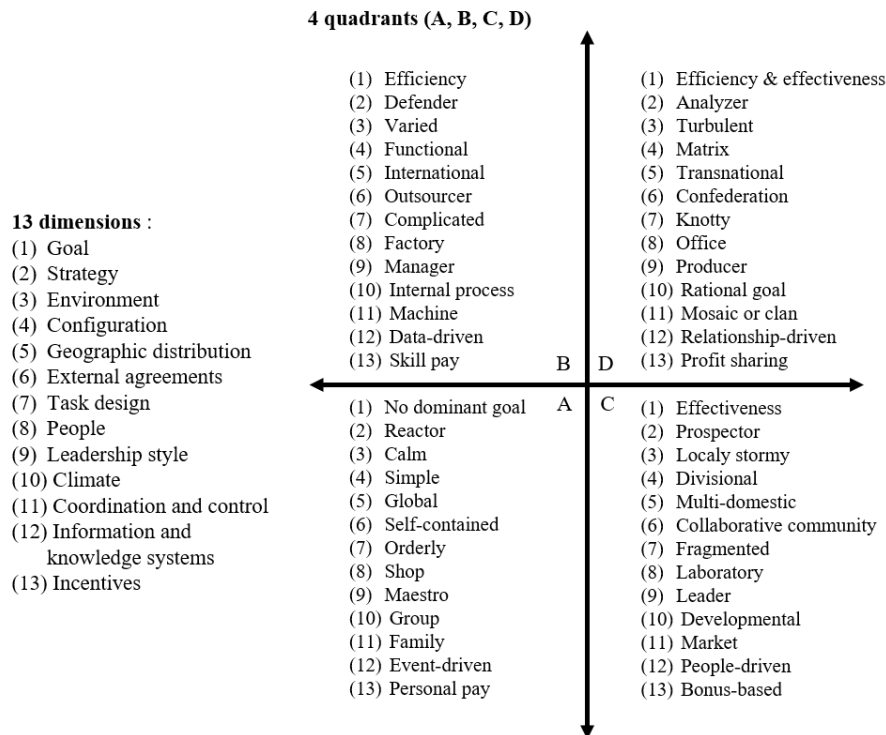 4 quadrants (A, B, C, D)
13 dimensions :
(1) Goal
(2) Strategy
(3) Environment
(4) Configuration
(5) Geographic distribution
(6) External agreements
(7) Task design
(8) People
(9) Leadership style
(10) Climate
(11) Coordination and control
(12) Information and
knowledge systems
(13) Incentives
(1) Efficiency
(2) Defender
(3) Varied
(4) Functional
(5) International
(6) Outsourcer
(7) Complicated
(8) Factory
(9) Manager
(10) Internal process
(11) Machine
(12) Data-driven
(13) Skill pay
B
(1) Efficiency & effectiveness
(2) Analyzer
(3) Turbulent
(4) Matrix
(5) Transnational
(6) Confederation
(7) Knotty
(8) Office
(9) Producer
(10) Rational goal
(11) Mosaic or clan
(12) Relationship-driven
(13) Profit sharing
D
A
(1) No dominant goal
(2) Reactor
(3) Calm
(4) Simple
(5) Global
(6) Self-contained
(7) Orderly
(8) Shop
(9) Maestro
(10) Group
(11) Family
(12) Event-driven
(13) Personal pay
C
(1) Effectiveness
(2) Prospector
(3) Localy stormy
(4) Divisional
(5) Multi-domestic
(6) Collaborative community
(7) Fragmented
(8) Laboratory
(9) Leader
(10) Developmental
(11) Market
(12) People-driven
(13) Bonus-based